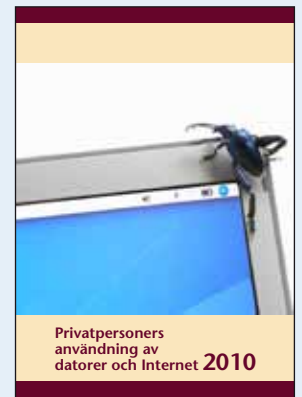 Privatpersoners
användning av
datorer och Internet 2010